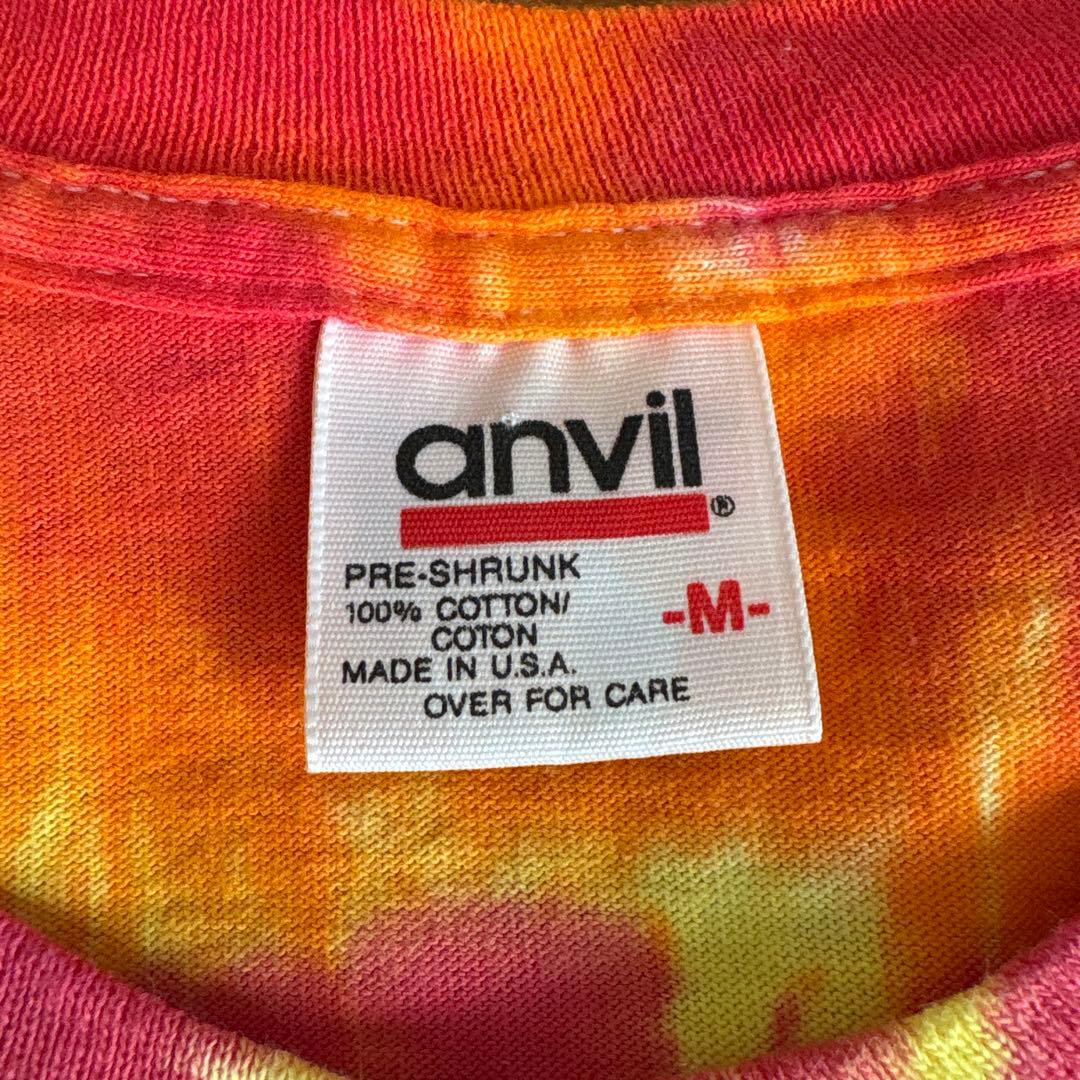 anvil®
PRE-SHRUNK
100% COTTON/
COTON
-M-
MADE IN U.S.A.
OVER FOR CARE